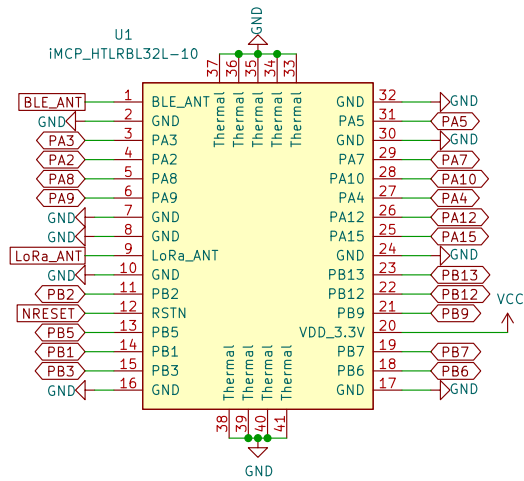 GND
U1
iMCP_HTLRBL32L-10
37 36 35 34 33
Thermal Thermal Thermal Thermal Thermal
BLE_ANT 1 BLE_ANT GND 32 GND
GND 2 GND PA5 31 PA5
PA3 3 PA3 GND 30 GND
PA2 4 PA2 PA7 29 PA7
PA8 5 PA8 PA10 28 PA10
PA9 6 PA9 PA4 27 PA4
GND 7 GND PA12 26 PA12
GND 8 GND PA15 25 PA15
LoRa_ANT 9 LoRa_ANT GND 24 GND
GND 10 GND PB13 23 PB13
PB2 11 PB2 PB12 22 PB12
NRESET 12 RSTN PB9 21 PB9
VCC
PB5 13 PB5 VDD_3.3V 20
PB1 14 PB1 PB7 19 PB7
PB3 15 PB3 PB6 18 PB6
GND 16 GND GND 17 GND
Thermal Thermal Thermal Thermal
38 39 40 41
GND